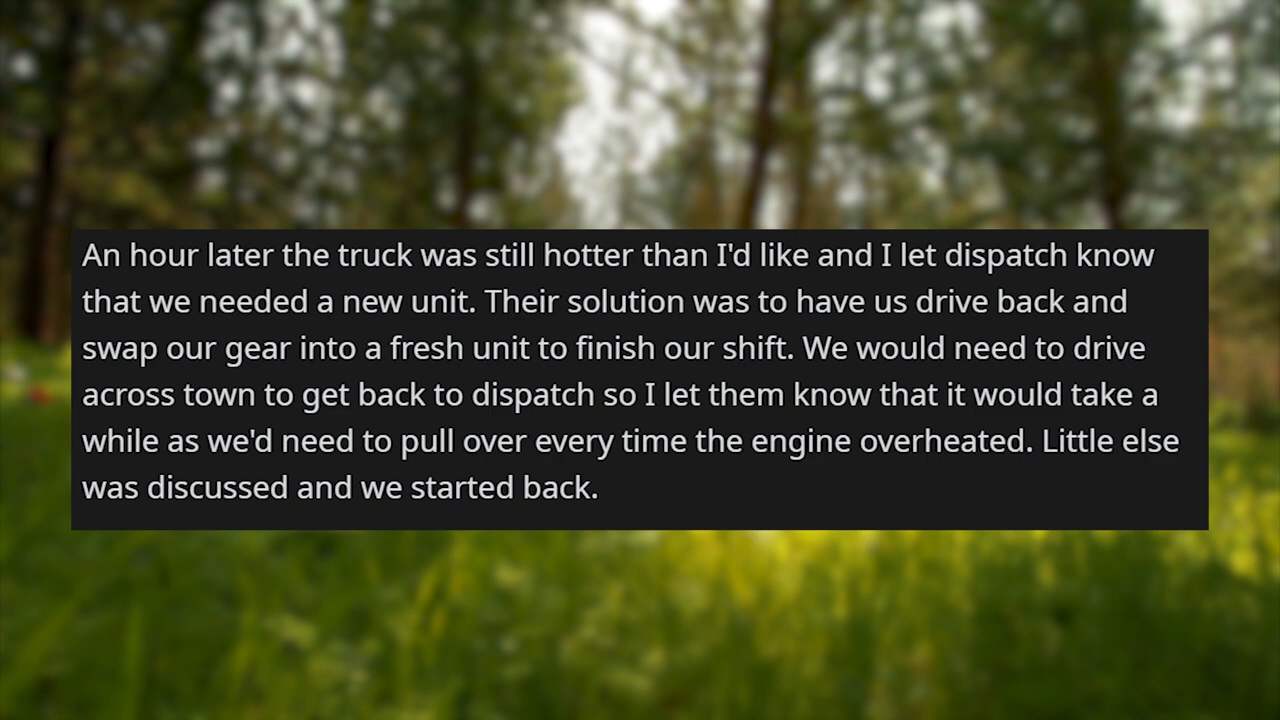 An hour later the truck was still hotter than I'd like and I let dispatch know
that we needed a new unit. Their solution was to have us drive back and
swap our gear into a fresh unit to finish our shift. We would need to drive
across town to get back to dispatch so I let them know that it would take a
while as we'd need to pull over every time the engine overheated. Little else
was discussed and we started back.